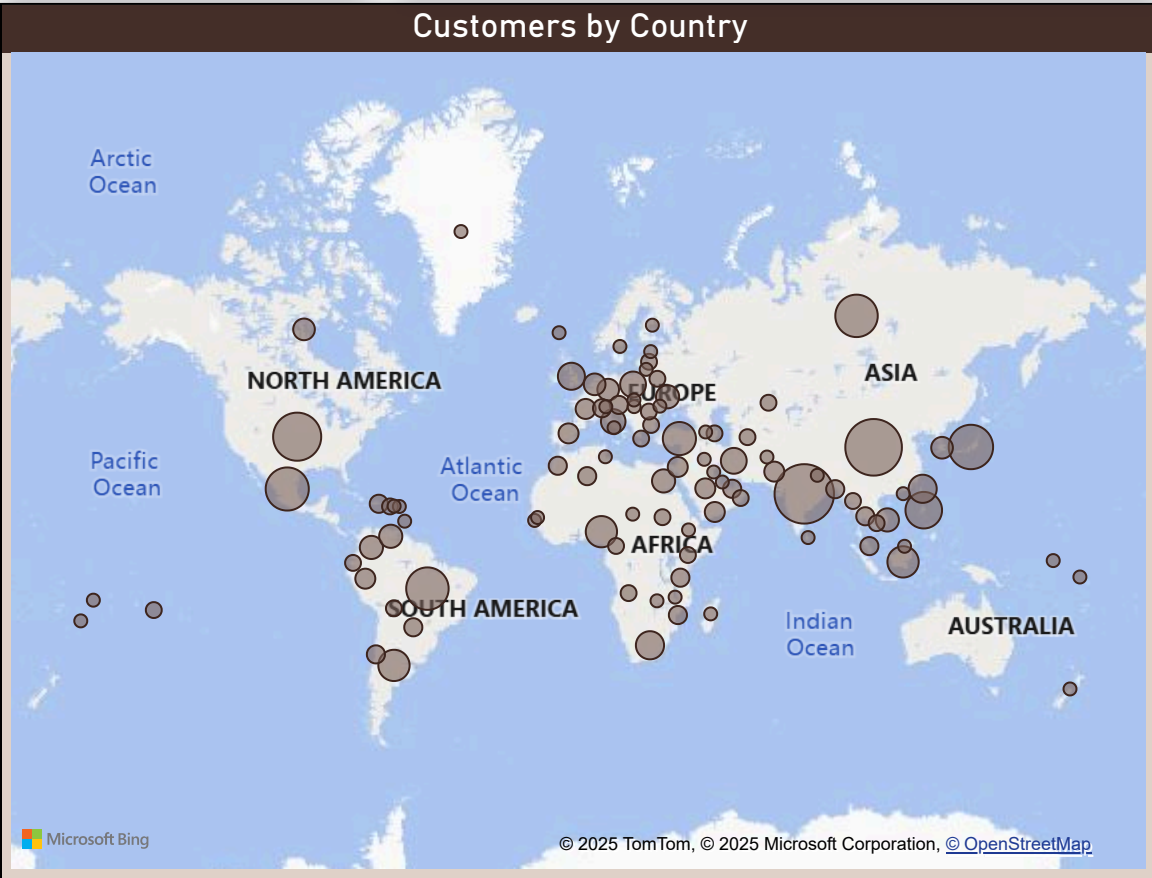 Customers by Country
Arctic
Ocean
NORTH AMERICA
ASIA
EUROPE
Pacific
Ocean
Atlantic
Ocean
AFRICA
SOUTH AMERICA
Indian
Ocean
AUSTRALIA
Microsoft Bing
© 2025 TomTom, © 2025 Microsoft Corporation, © OpenStreetMap